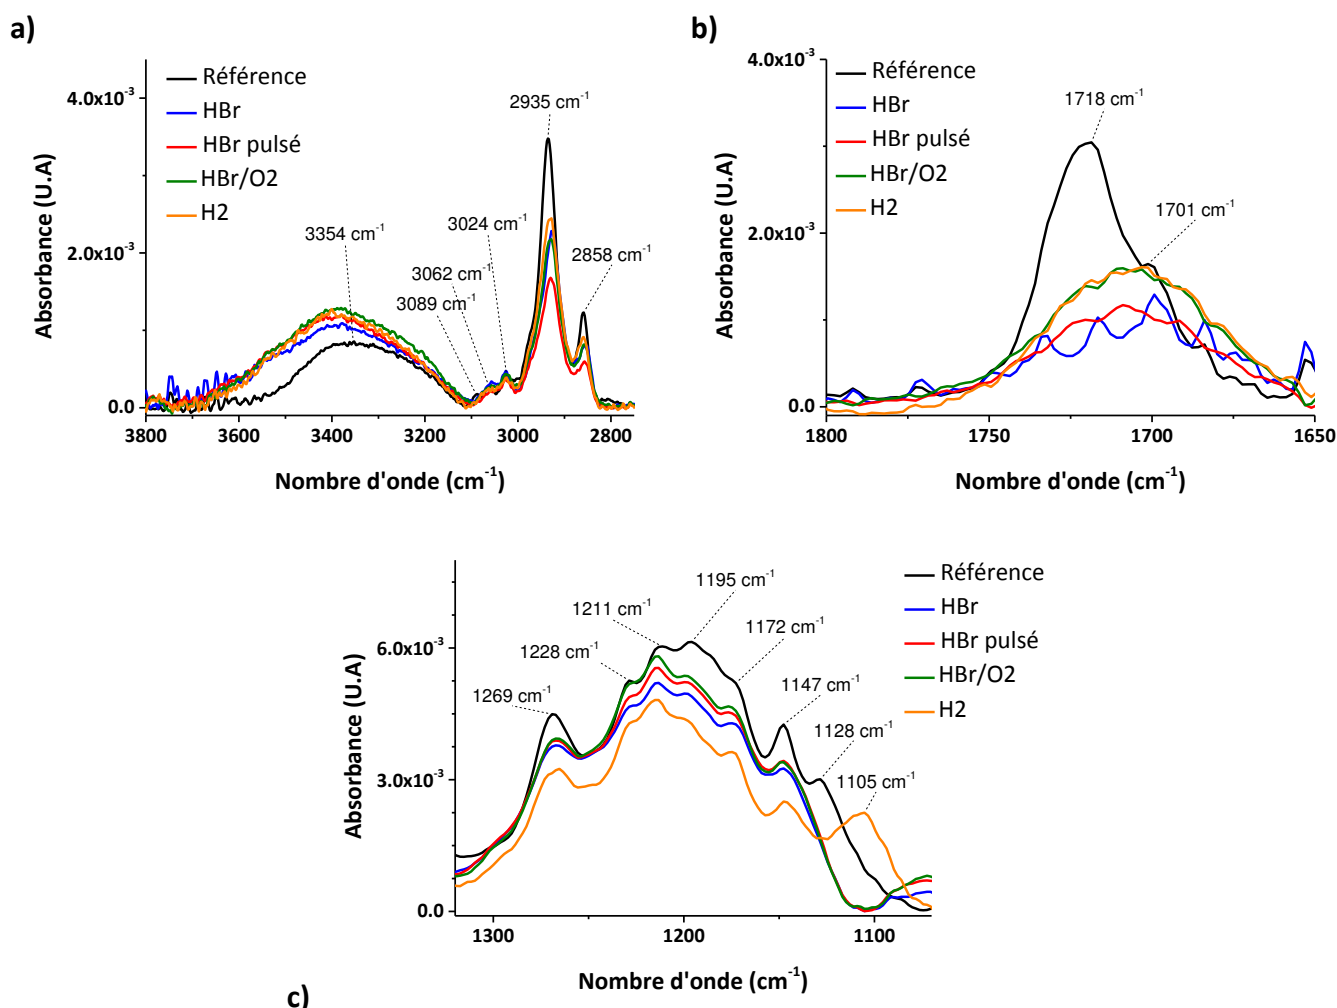 a)
Référence
HBr
HBr pulsé
HBr/O2
H2
2935 cm⁻¹
3354 cm⁻¹
3024 cm⁻¹
3062 cm⁻¹
3089 cm⁻¹
2858 cm⁻¹
4.0x10⁻³
2.0x10⁻³
0.0
Absorbance (U.A)
3800 3600 3400 3200 3000 2800
Nombre d'onde (cm⁻¹)
b)
Référence
HBr
HBr pulsé
HBr/O2
H2
1718 cm⁻¹
1701 cm⁻¹
4.0x10⁻³
2.0x10⁻³
0.0
Absorbance (U.A)
1800 1750 1700 1650
Nombre d'onde (cm⁻¹)
Référence
HBr
HBr pulsé
HBr/O2
H2
1195 cm⁻¹
1211 cm⁻¹
1172 cm⁻¹
1228 cm⁻¹
1269 cm⁻¹
1147 cm⁻¹
1128 cm⁻¹
1105 cm⁻¹
6.0x10⁻³
3.0x10⁻³
0.0
Absorbance (U.A)
1300 1200 1100
Nombre d'onde (cm⁻¹)
c)